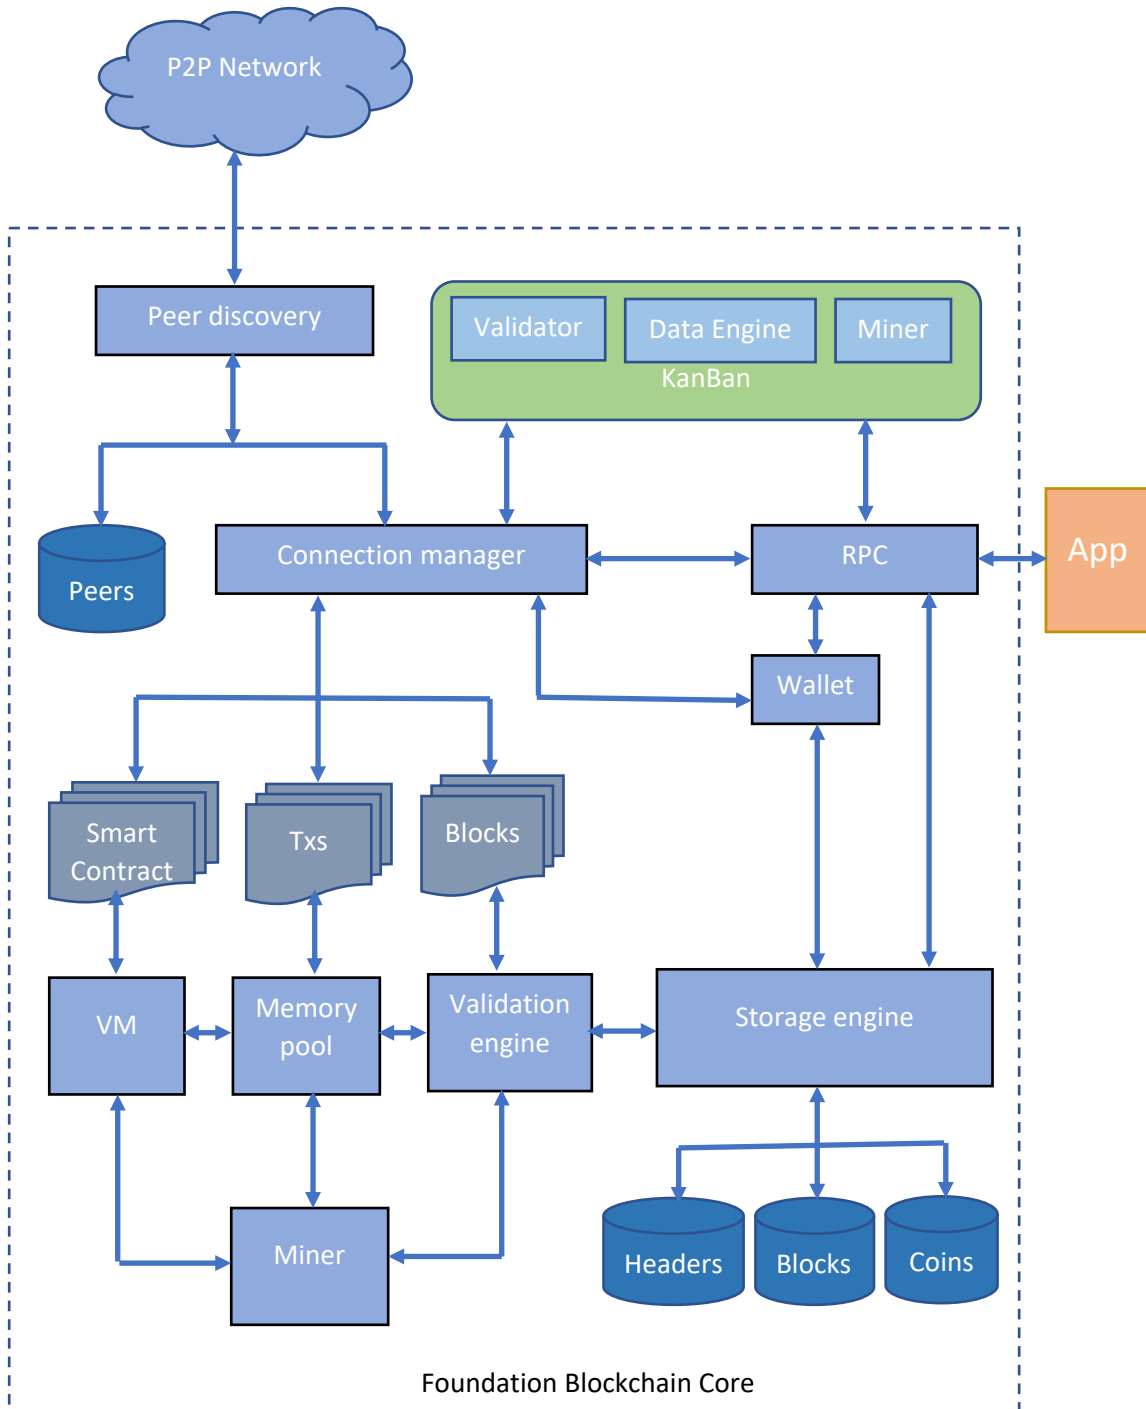 P2P Network
Peer discovery
Validator
Data Engine
Miner
KanBan
Connection manager
RPC
App
Peers
Wallet
Smart
Contract
Txs
Blocks
VM
Memory
pool
Validation
engine
Storage engine
Miner
Headers
Blocks
Coins
Foundation Blockchain Core